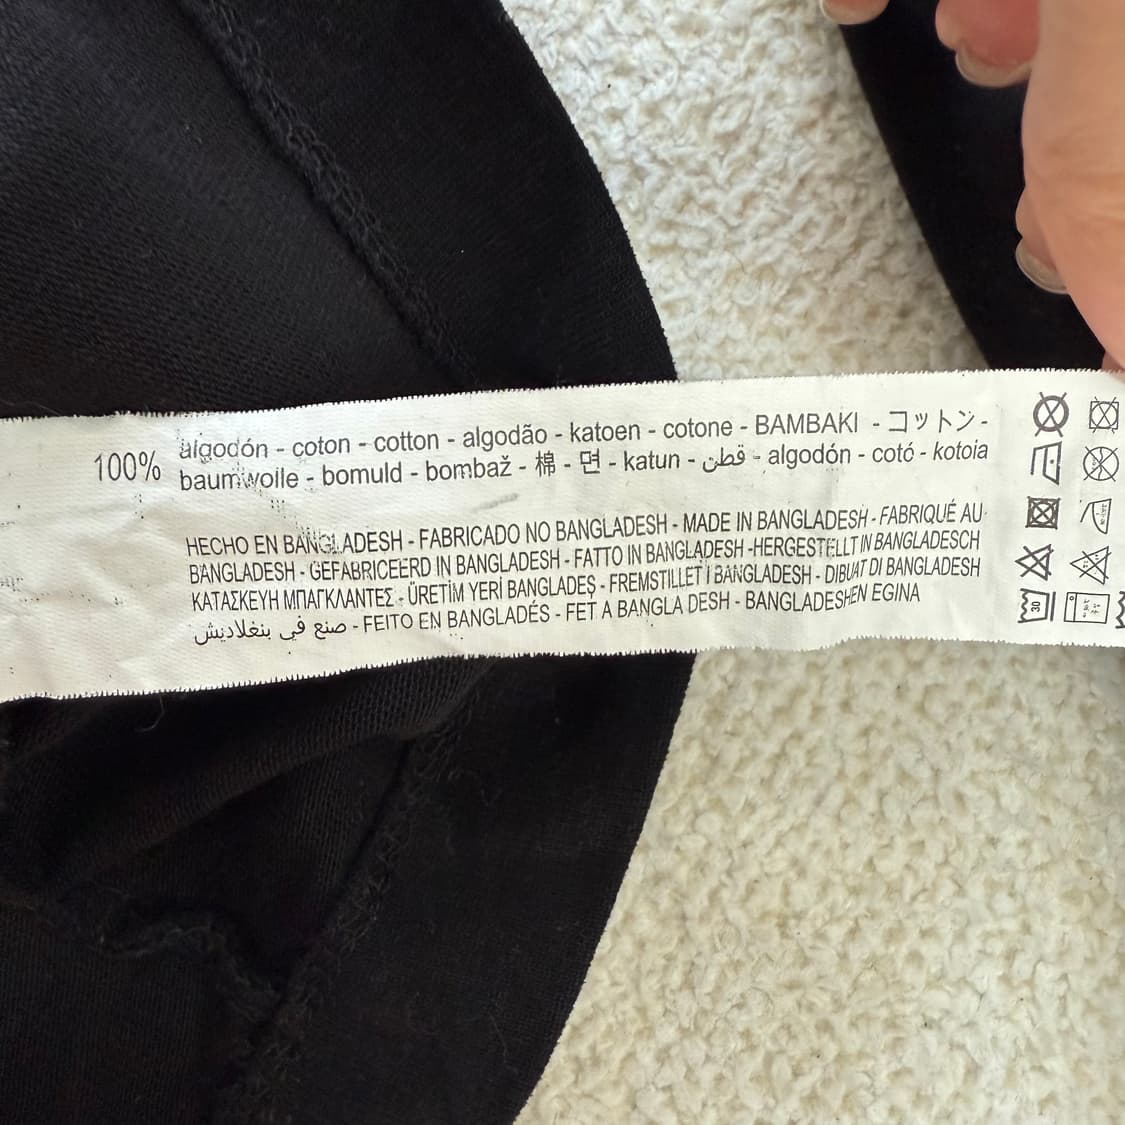 100% algodón - coton - cotton - algodão - katoen - cotone - BAMBAKI - コットン -
baumwolle - bomuld - bombaž - 棉 - 면 - katun - قطن - algodón - cotó - kotoia
HECHO EN BANGLADESH - FABRICADO NO BANGLADESH - MADE IN BANGLADESH - FABRIQUÉ AU
BANGLADESH - GEFABRICEERD IN BANGLADESH - FATTO IN BANGLADESH -HERGESTELLT IN BANGLADESCH
ΚΑΤΑΣΚΕΥΗ ΜΠΑΓΚΛΑΝΤΕΣ - ÜRETİM YERİ BANGLADEŞ - FREMSTILLET I BANGLADESH - DIBUAT DI BANGLADESH
صنع في بنغلاديش - FEITO EN BANGLADÉS - FET A BANGLA DESH - BANGLADESHEN EGINA
30